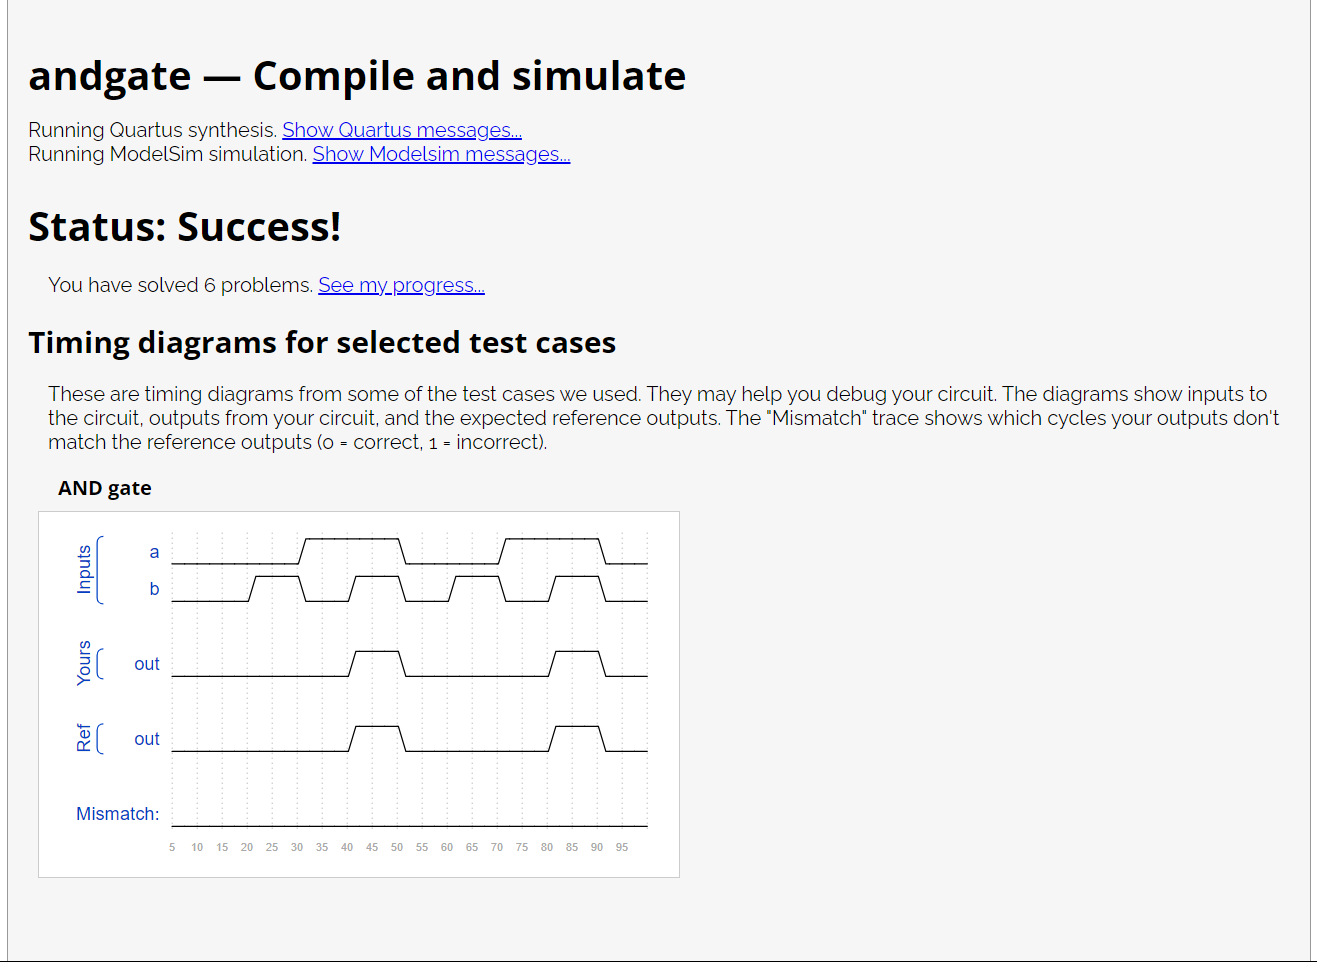 andgate — Compile and simulate
Running Quartus synthesis. Show Quartus messages...
Running ModelSim simulation. Show Modelsim messages...
Status: Success!
You have solved 6 problems. See my progress...
Timing diagrams for selected test cases
These are timing diagrams from some of the test cases we used. They may help you debug your circuit. The diagrams show inputs to
the circuit, outputs from your circuit, and the expected reference outputs. The "Mismatch" trace shows which cycles your outputs don't
match the reference outputs (0 = correct, 1 = incorrect).
AND gate
Inputs
a
b
Yours
out
Ref
out
Mismatch:
5 10 15 20 25 30 35 40 45 50 55 60 65 70 75 80 85 90 95